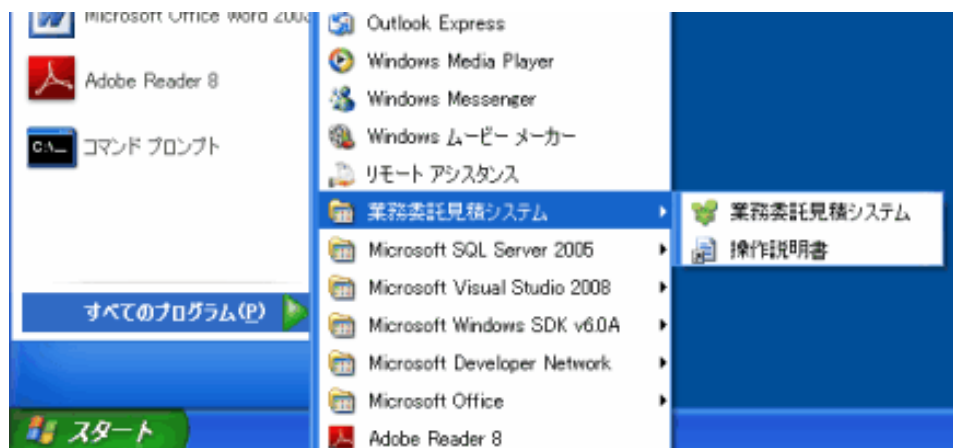 Microsoft Office Word 2003
Adobe Reader 8
C:\_
コマンド プロンプト
すべてのプログラム(P)
スタート
Outlook Express
Windows Media Player
Windows Messenger
Windows ムービー メーカー
リモート アシスタンス
業務委託見積システム
Microsoft SQL Server 2005
Microsoft Visual Studio 2008
Microsoft Windows SDK v6.0A
Microsoft Developer Network
Microsoft Office
Adobe Reader 8
業務委託見積システム
操作説明書